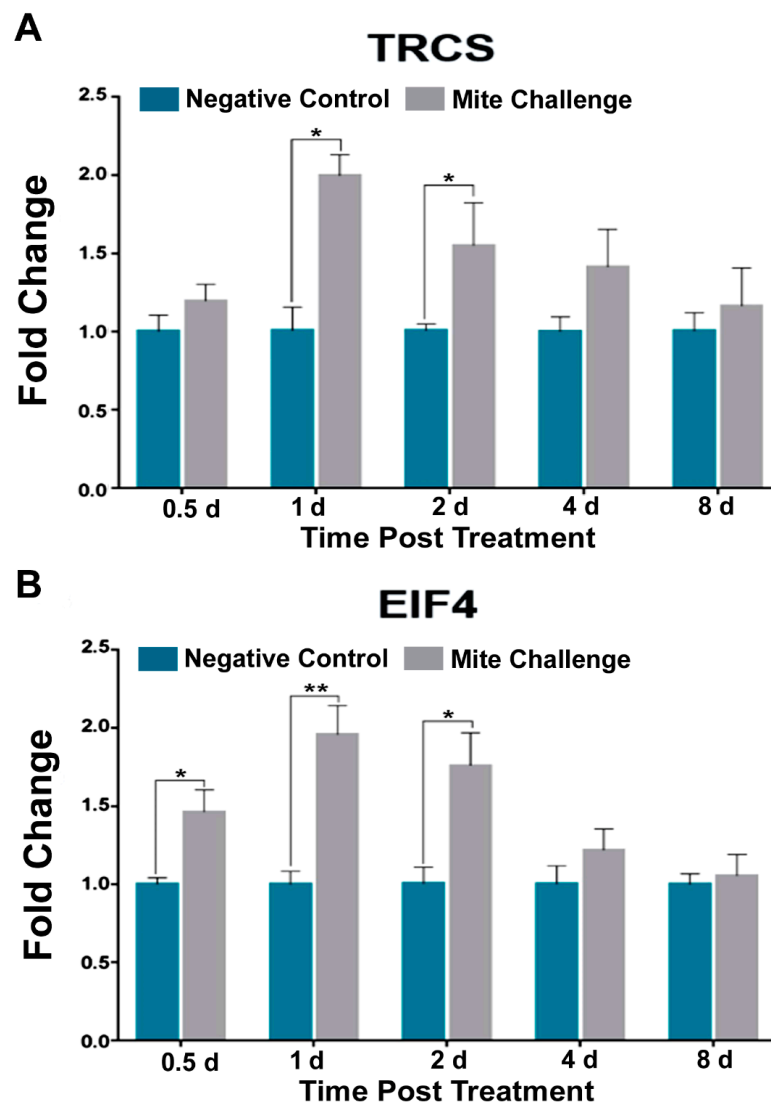 A
TRCS
Negative Control Mite Challenge
2.5
2.0
1.5
1.0
0.5
0.0
Fold Change
* *
0.5 d 1 d 2 d 4 d 8 d
Time Post Treatment
B
EIF4
Negative Control Mite Challenge
2.5
2.0
1.5
1.0
0.5
0.0
Fold Change
* ** *
0.5 d 1 d 2 d 4 d 8 d
Time Post Treatment